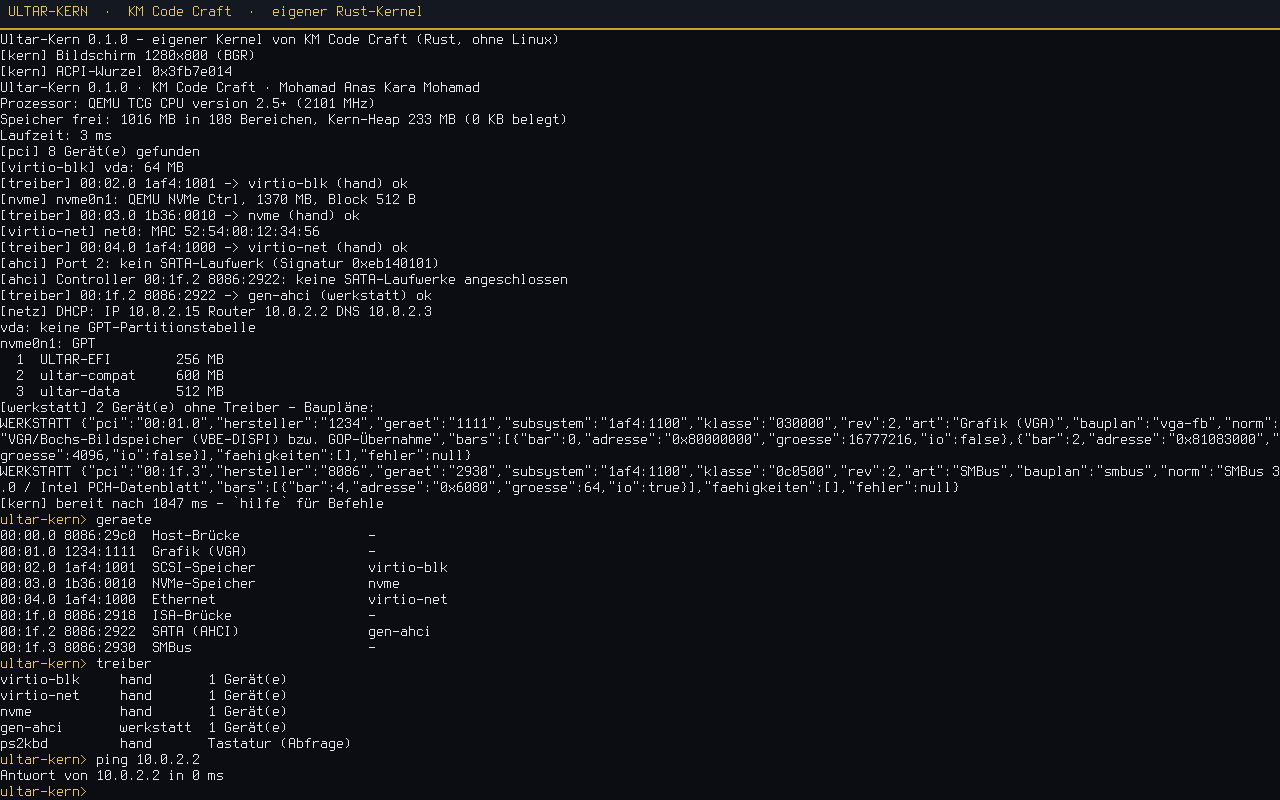 ULTAR-KERN · KM Code Craft · eigener Rust-Kernel
Ultar-Kern 0.1.0 – eigener Kernel von KM Code Craft (Rust, ohne Linux)
[kern] Bildschirm 1280x800 (BGR)
[kern] ACPI-Wurzel 0x3fb7e014
Ultar-Kern 0.1.0 · KM Code Craft · Mohamad Anas Kara Mohamad
Prozessor: QEMU TCG CPU version 2.5+ (2101 MHz)
Speicher frei: 1016 MB in 108 Bereichen, Kern-Heap 233 MB (0 KB belegt)
Laufzeit: 3 ms
[pci] 8 Gerät(e) gefunden
[virtio-blk] vda: 64 MB
[treiber] 00:02.0 1af4:1001 -> virtio-blk (hand) ok
[nvme] nvme0n1: QEMU NVMe Ctrl, 1370 MB, Block 512 B
[treiber] 00:03.0 1b36:0010 -> nvme (hand) ok
[virtio-net] net0: MAC 52:54:00:12:34:56
[treiber] 00:04.0 1af4:1000 -> virtio-net (hand) ok
[ahci] Port 2: kein SATA-Laufwerk (Signatur 0xeb140101)
[ahci] Controller 00:1f.2 8086:2922: keine SATA-Laufwerke angeschlossen
[treiber] 00:1f.2 8086:2922 -> gen-ahci (werkstatt) ok
[netz] DHCP: IP 10.0.2.15 Router 10.0.2.2 DNS 10.0.2.3
vda: keine GPT-Partitionstabelle
nvme0n1: GPT
1 ULTAR-EFI 256 MB
2 ultar-compat 600 MB
3 ultar-data 512 MB
[werkstatt] 2 Gerät(e) ohne Treiber – Baupläne:
WERKSTATT {"pci":"00:01.0","hersteller":"1234","geraet":"1111","subsystem":"1af4:1100","klasse":"030000","rev":2,"art":"Grafik (VGA)","bauplan":"vga-fb","norm":
"VGA/Bochs-Bildspeicher (VBE-DISPI) bzw. GOP-Übernahme","bars":[{"bar":0,"adresse":"0x80000000","groesse":16777216,"io":false},{"bar":2,"adresse":"0x81083000","
groesse":4096,"io":false}],"faehigkeiten":[],"fehler":null}
WERKSTATT {"pci":"00:1f.3","hersteller":"8086","geraet":"2930","subsystem":"1af4:1100","klasse":"0c0500","rev":2,"art":"SMBus","bauplan":"smbus","norm":"SMBus 3
.0 / Intel PCH-Datenblatt","bars":[{"bar":4,"adresse":"0x6080","groesse":64,"io":true}],"faehigkeiten":[],"fehler":null}
[kern] bereit nach 1047 ms – `hilfe` für Befehle
ultar-kern> geraete
00:00.0 8086:29c0 Host-Brücke –
00:01.0 1234:1111 Grafik (VGA) –
00:02.0 1af4:1001 SCSI-Speicher virtio-blk
00:03.0 1b36:0010 NVMe-Speicher nvme
00:04.0 1af4:1000 Ethernet virtio-net
00:1f.0 8086:2918 ISA-Brücke –
00:1f.2 8086:2922 SATA (AHCI) gen-ahci
00:1f.3 8086:2930 SMBus –
ultar-kern> treiber
virtio-blk hand 1 Gerät(e)
virtio-net hand 1 Gerät(e)
nvme hand 1 Gerät(e)
gen-ahci werkstatt 1 Gerät(e)
ps2kbd hand Tastatur (Abfrage)
ultar-kern> ping 10.0.2.2
Antwort von 10.0.2.2 in 0 ms
ultar-kern>